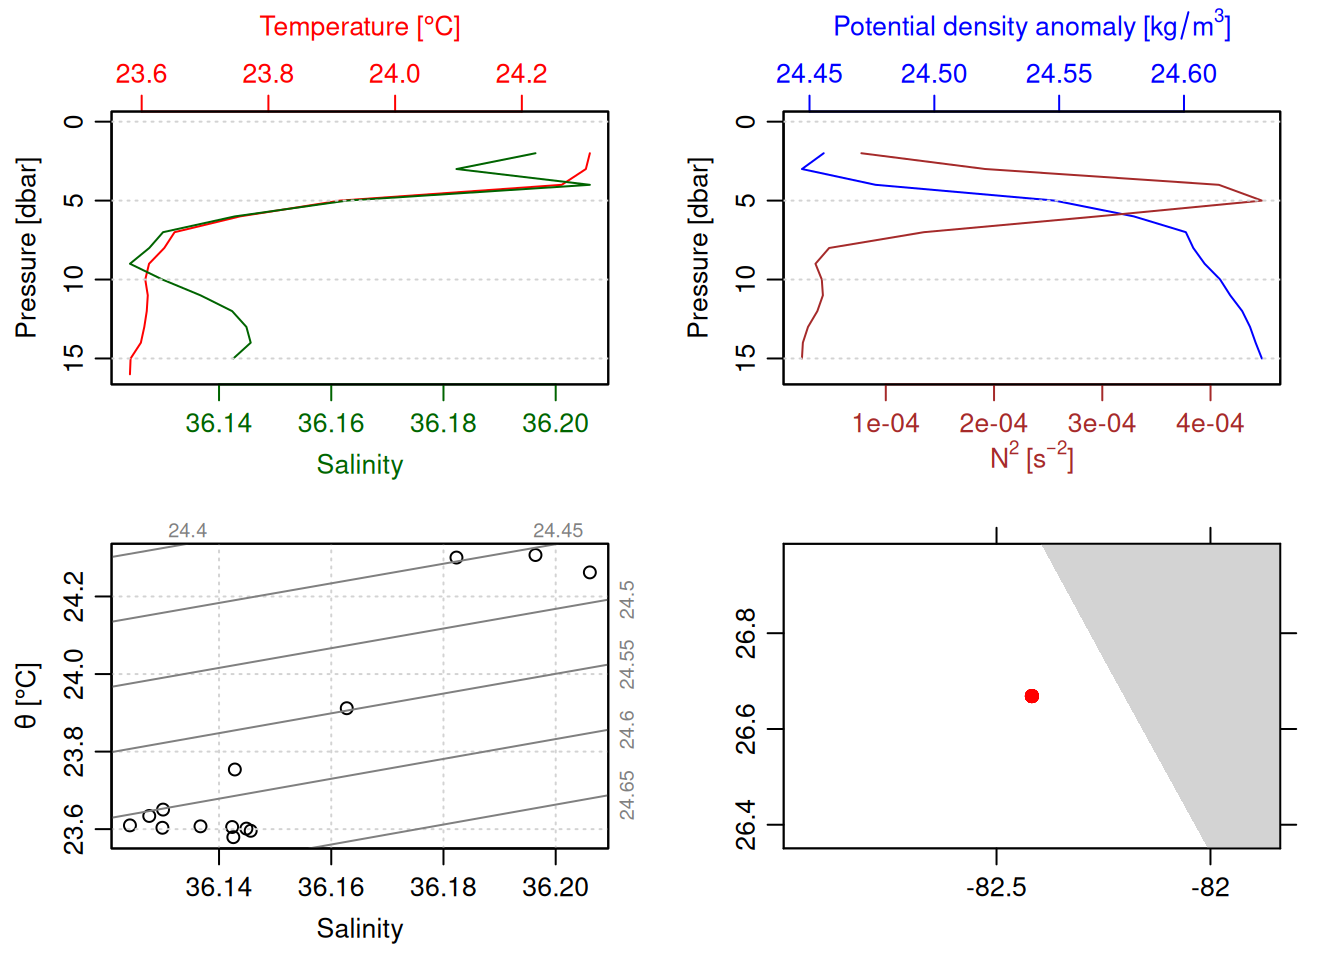 Temperature [°C]
23.6 23.8 24.0 24.2
Pressure [dbar]
0
5
10
15
36.14 36.16 36.18 36.20
Salinity
Potential density anomaly [kg/m³]
24.45 24.50 24.55 24.60
Pressure [dbar]
0
5
10
15
1e-04 2e-04 3e-04 4e-04
N² [s⁻²]
24.4 24.45
θ [°C]
24.2
24.0
23.8
23.6
24.5
24.55
24.6
24.65
36.14 36.16 36.18 36.20
Salinity
26.8
26.6
26.4
-82.5 -82